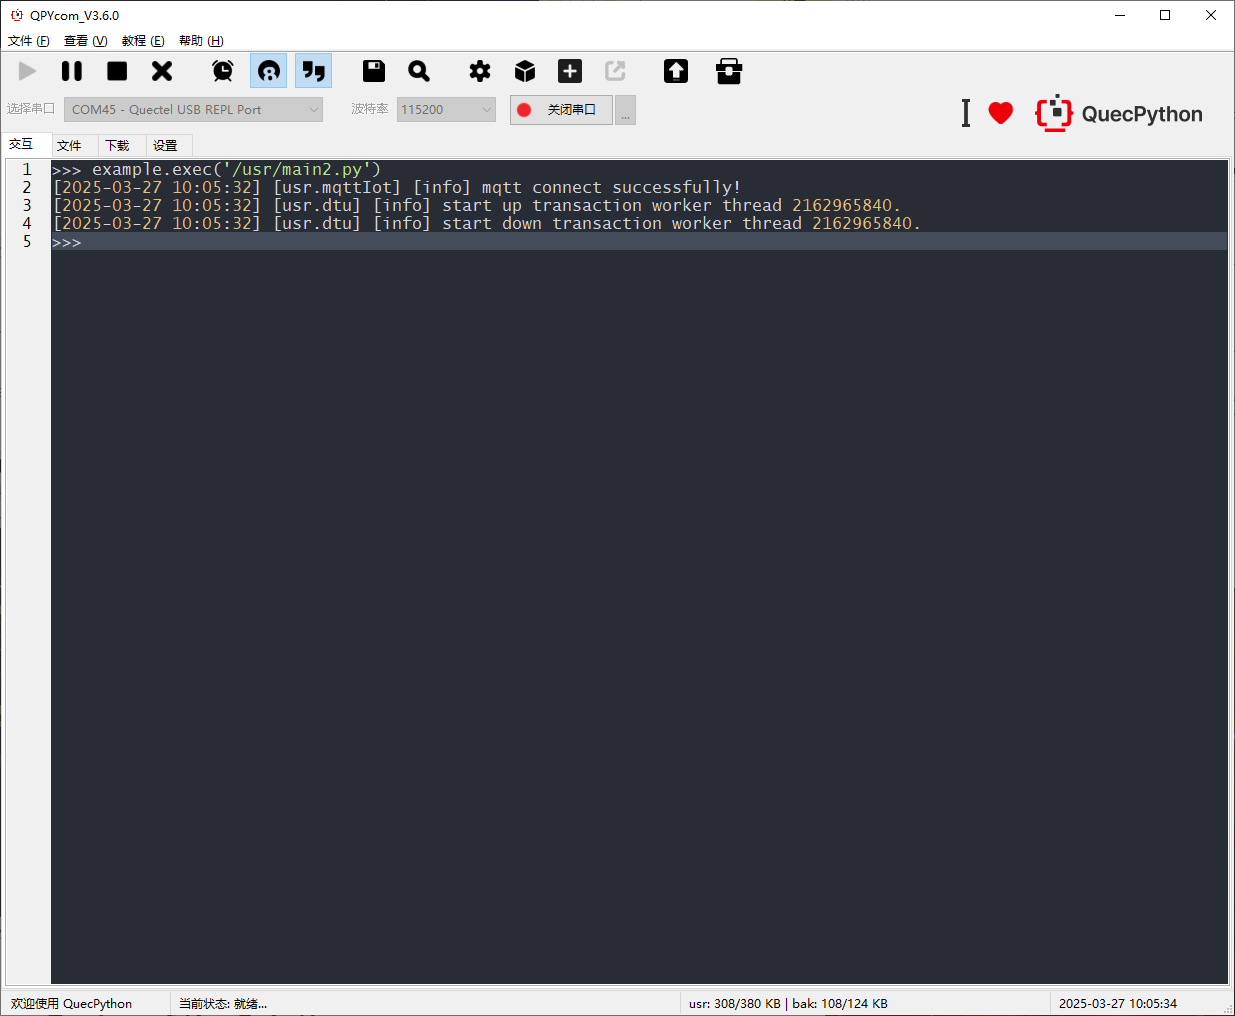 QPYcom_V3.6.0
文件 (F) 查看 (V) 教程 (E) 帮助 (H)
选择串口 COM45 - Quectel USB REPL Port 波特率 115200 关闭串口 ... I QuecPython
交互 文件 下载 设置
1 >>> example.exec('/usr/main2.py')
2 [2025-03-27 10:05:32] [usr.mqttIot] [info] mqtt connect successfully!
3 [2025-03-27 10:05:32] [usr.dtu] [info] start up transaction worker thread 2162965840.
4 [2025-03-27 10:05:32] [usr.dtu] [info] start down transaction worker thread 2162965840.
5 >>>
欢迎使用 QuecPython 当前状态: 就绪... usr: 308/380 KB | bak: 108/124 KB 2025-03-27 10:05:34